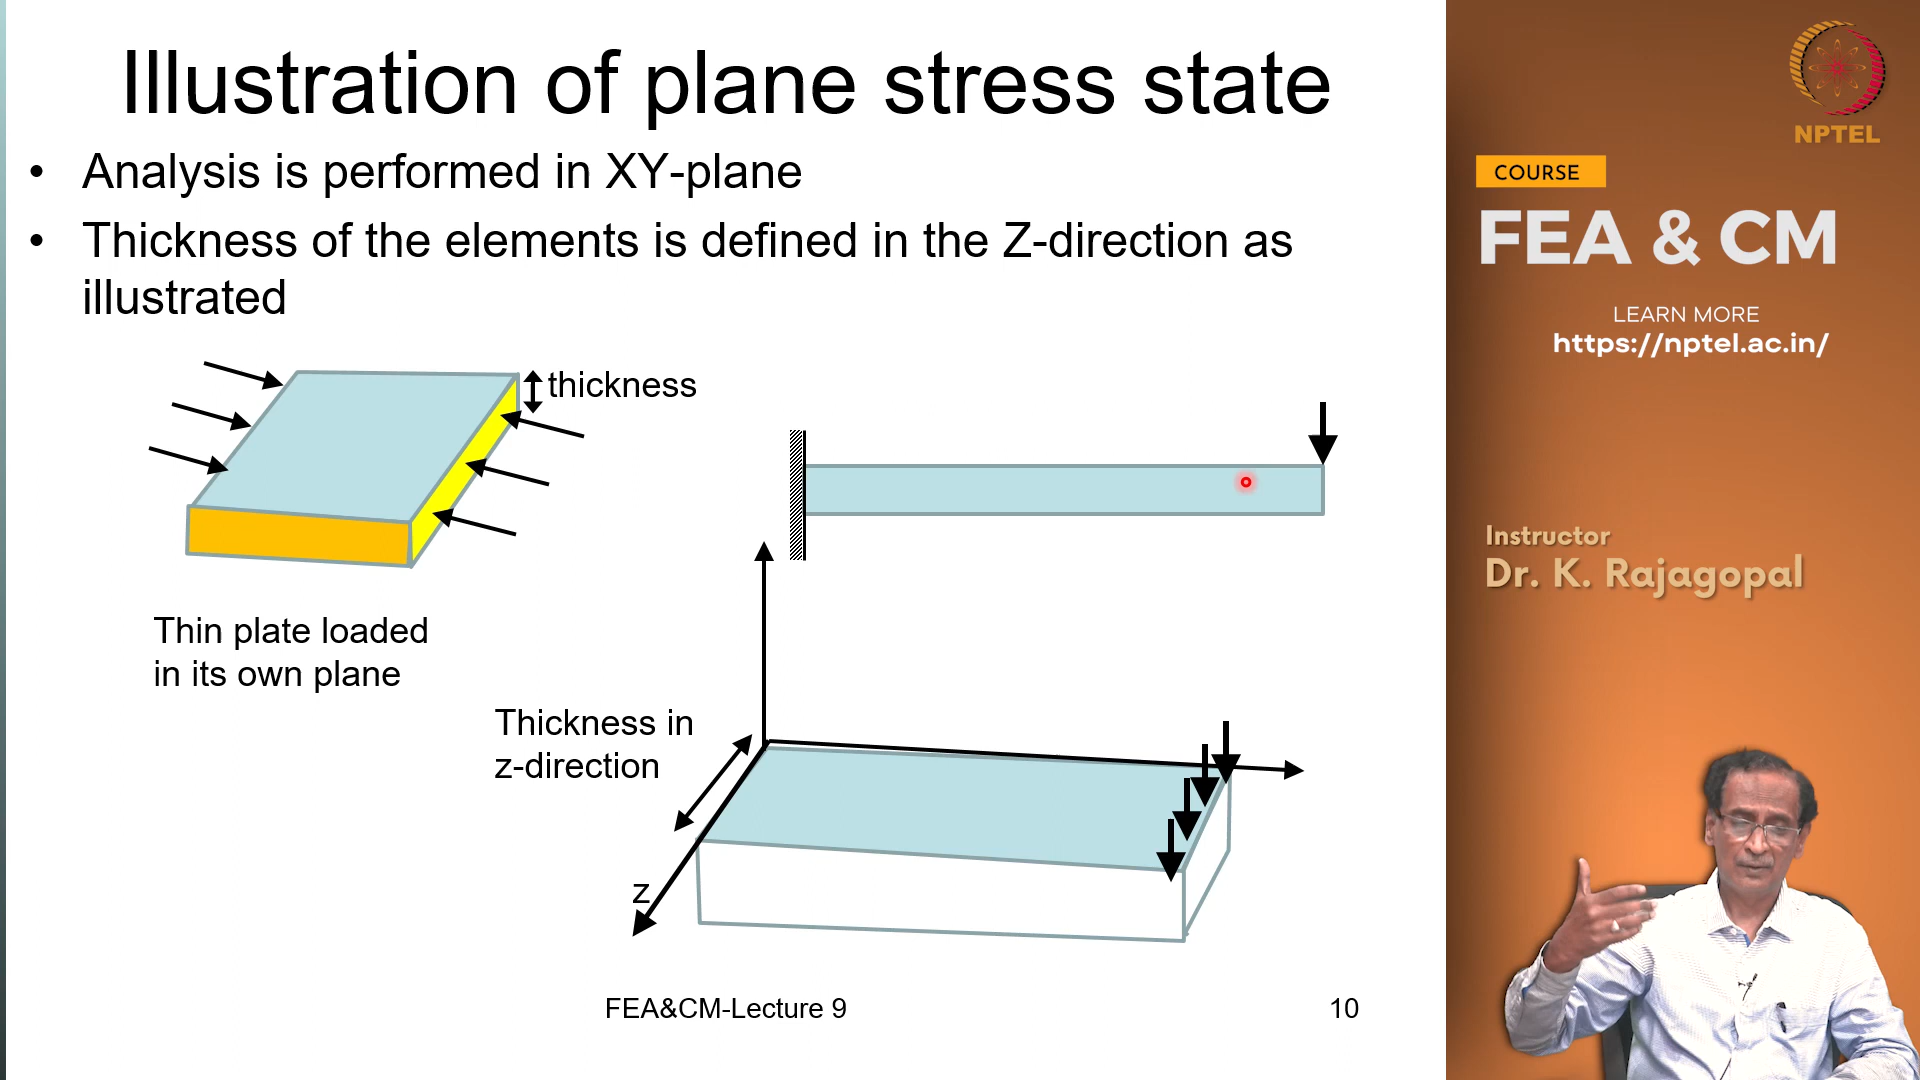 Illustration of plane stress state
• Analysis is performed in XY-plane
• Thickness of the elements is defined in the Z-direction as
illustrated
thickness
Thin plate loaded
in its own plane
Thickness in
z-direction
z
FEA&CM-Lecture 9
10
NPTEL
COURSE
FEA & CM
LEARN MORE
https://nptel.ac.in/
Instructor
Dr. K. Rajagopal